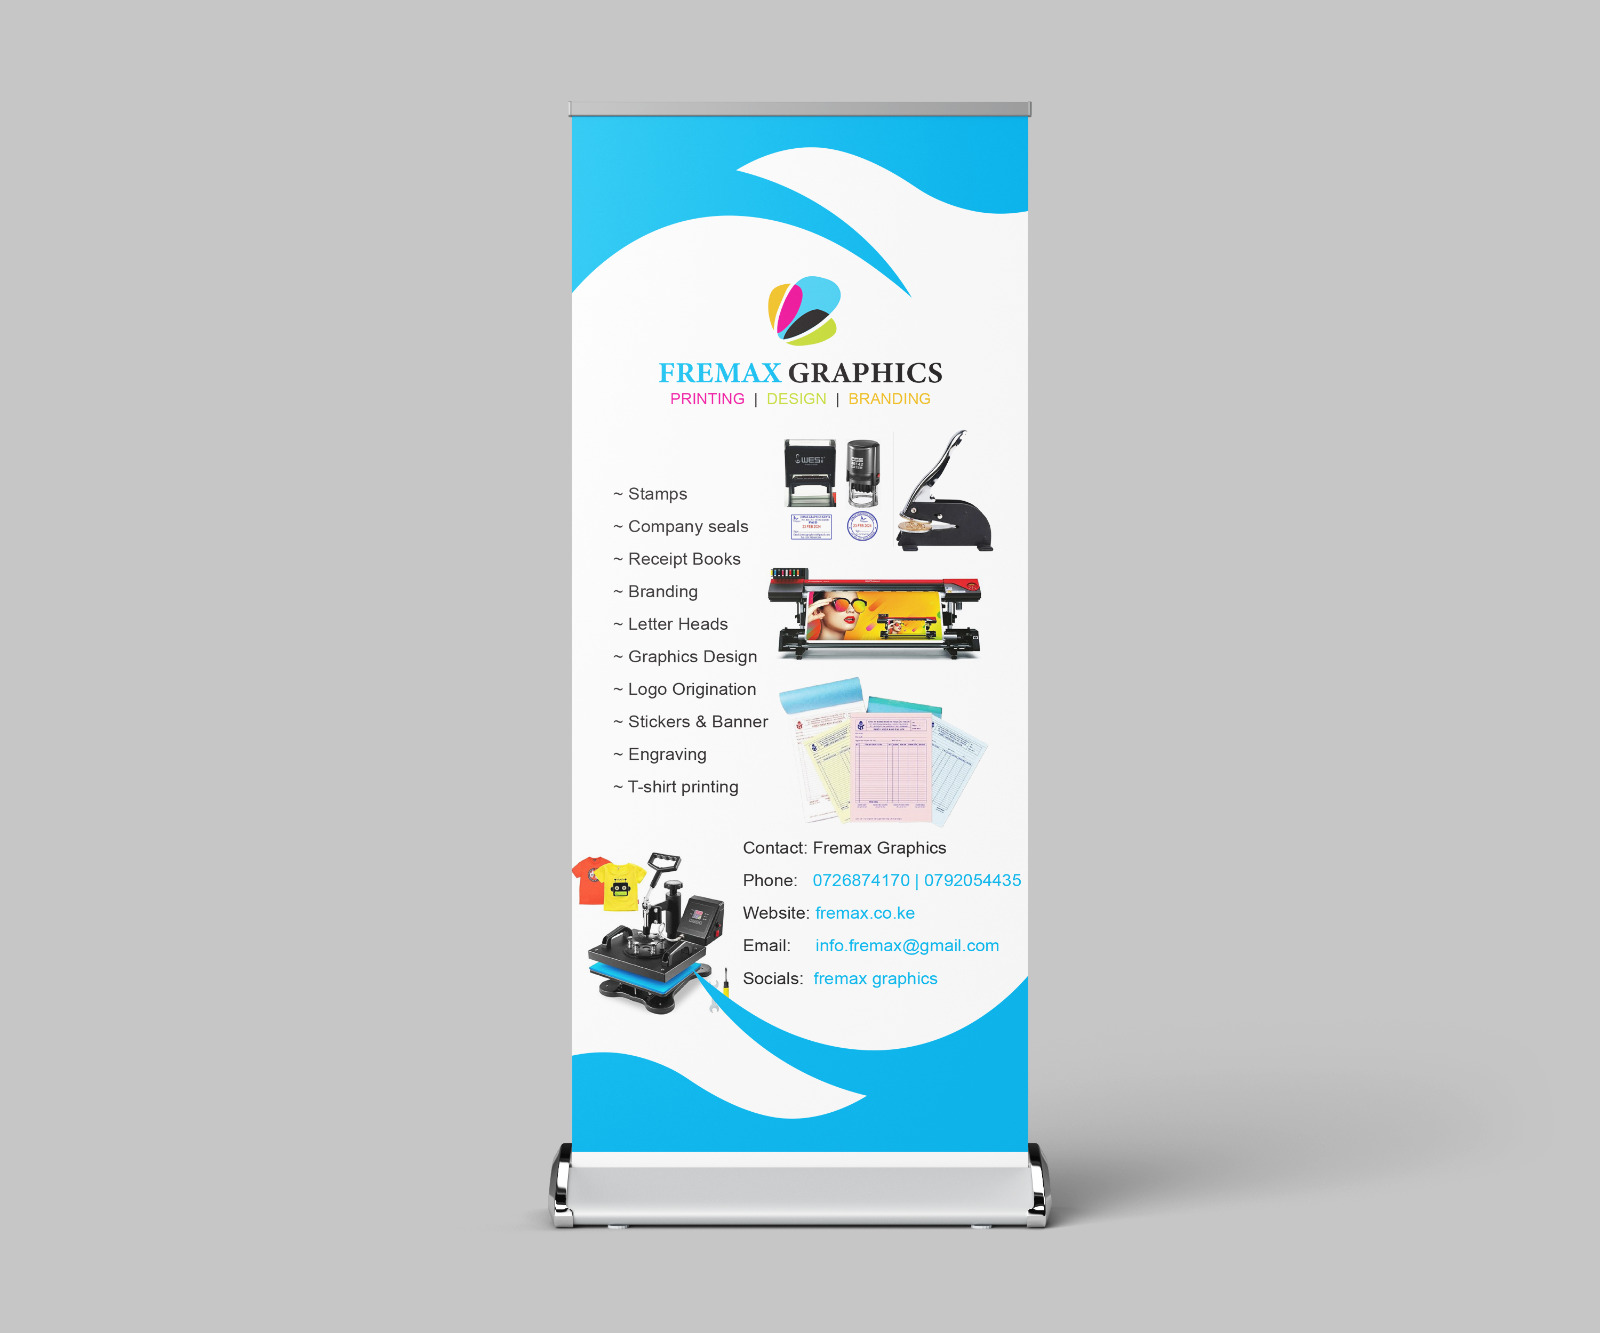 FREMAX GRAPHICS
PRINTING | DESIGN | BRANDING
WESI
~ Stamps
~ Company seals
~ Receipt Books
~ Branding
~ Letter Heads
~ Graphics Design
~ Logo Origination
~ Stickers & Banner
~ Engraving
~ T-shirt printing
Contact: Fremax Graphics
Phone: 0726874170 | 0792054435
Website: fremax.co.ke
Email: info.fremax@gmail.com
Socials: fremax graphics